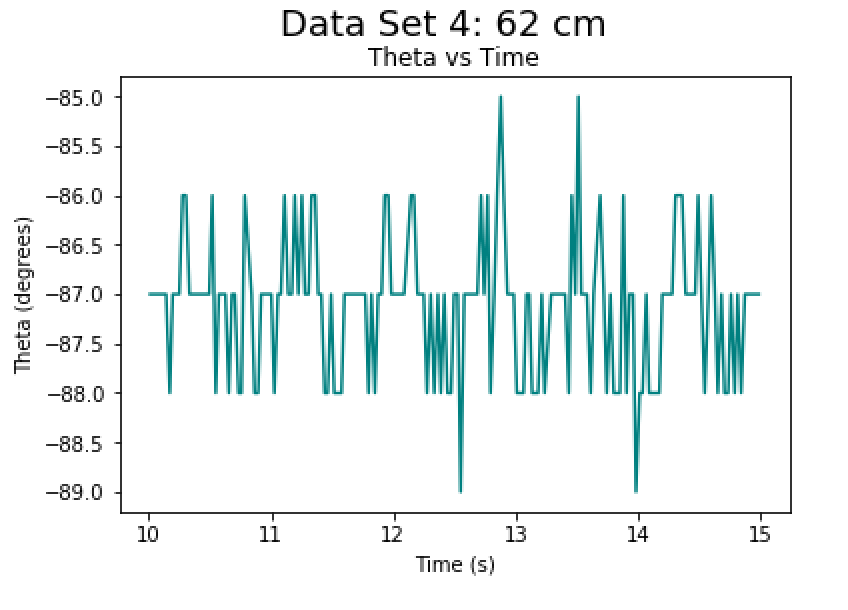 Data Set 4: 62 cm
Theta vs Time
−85.0
−85.5
−86.0
−86.5
−87.0
−87.5
−88.0
−88.5
−89.0
Theta (degrees)
10 11 12 13 14 15
Time (s)